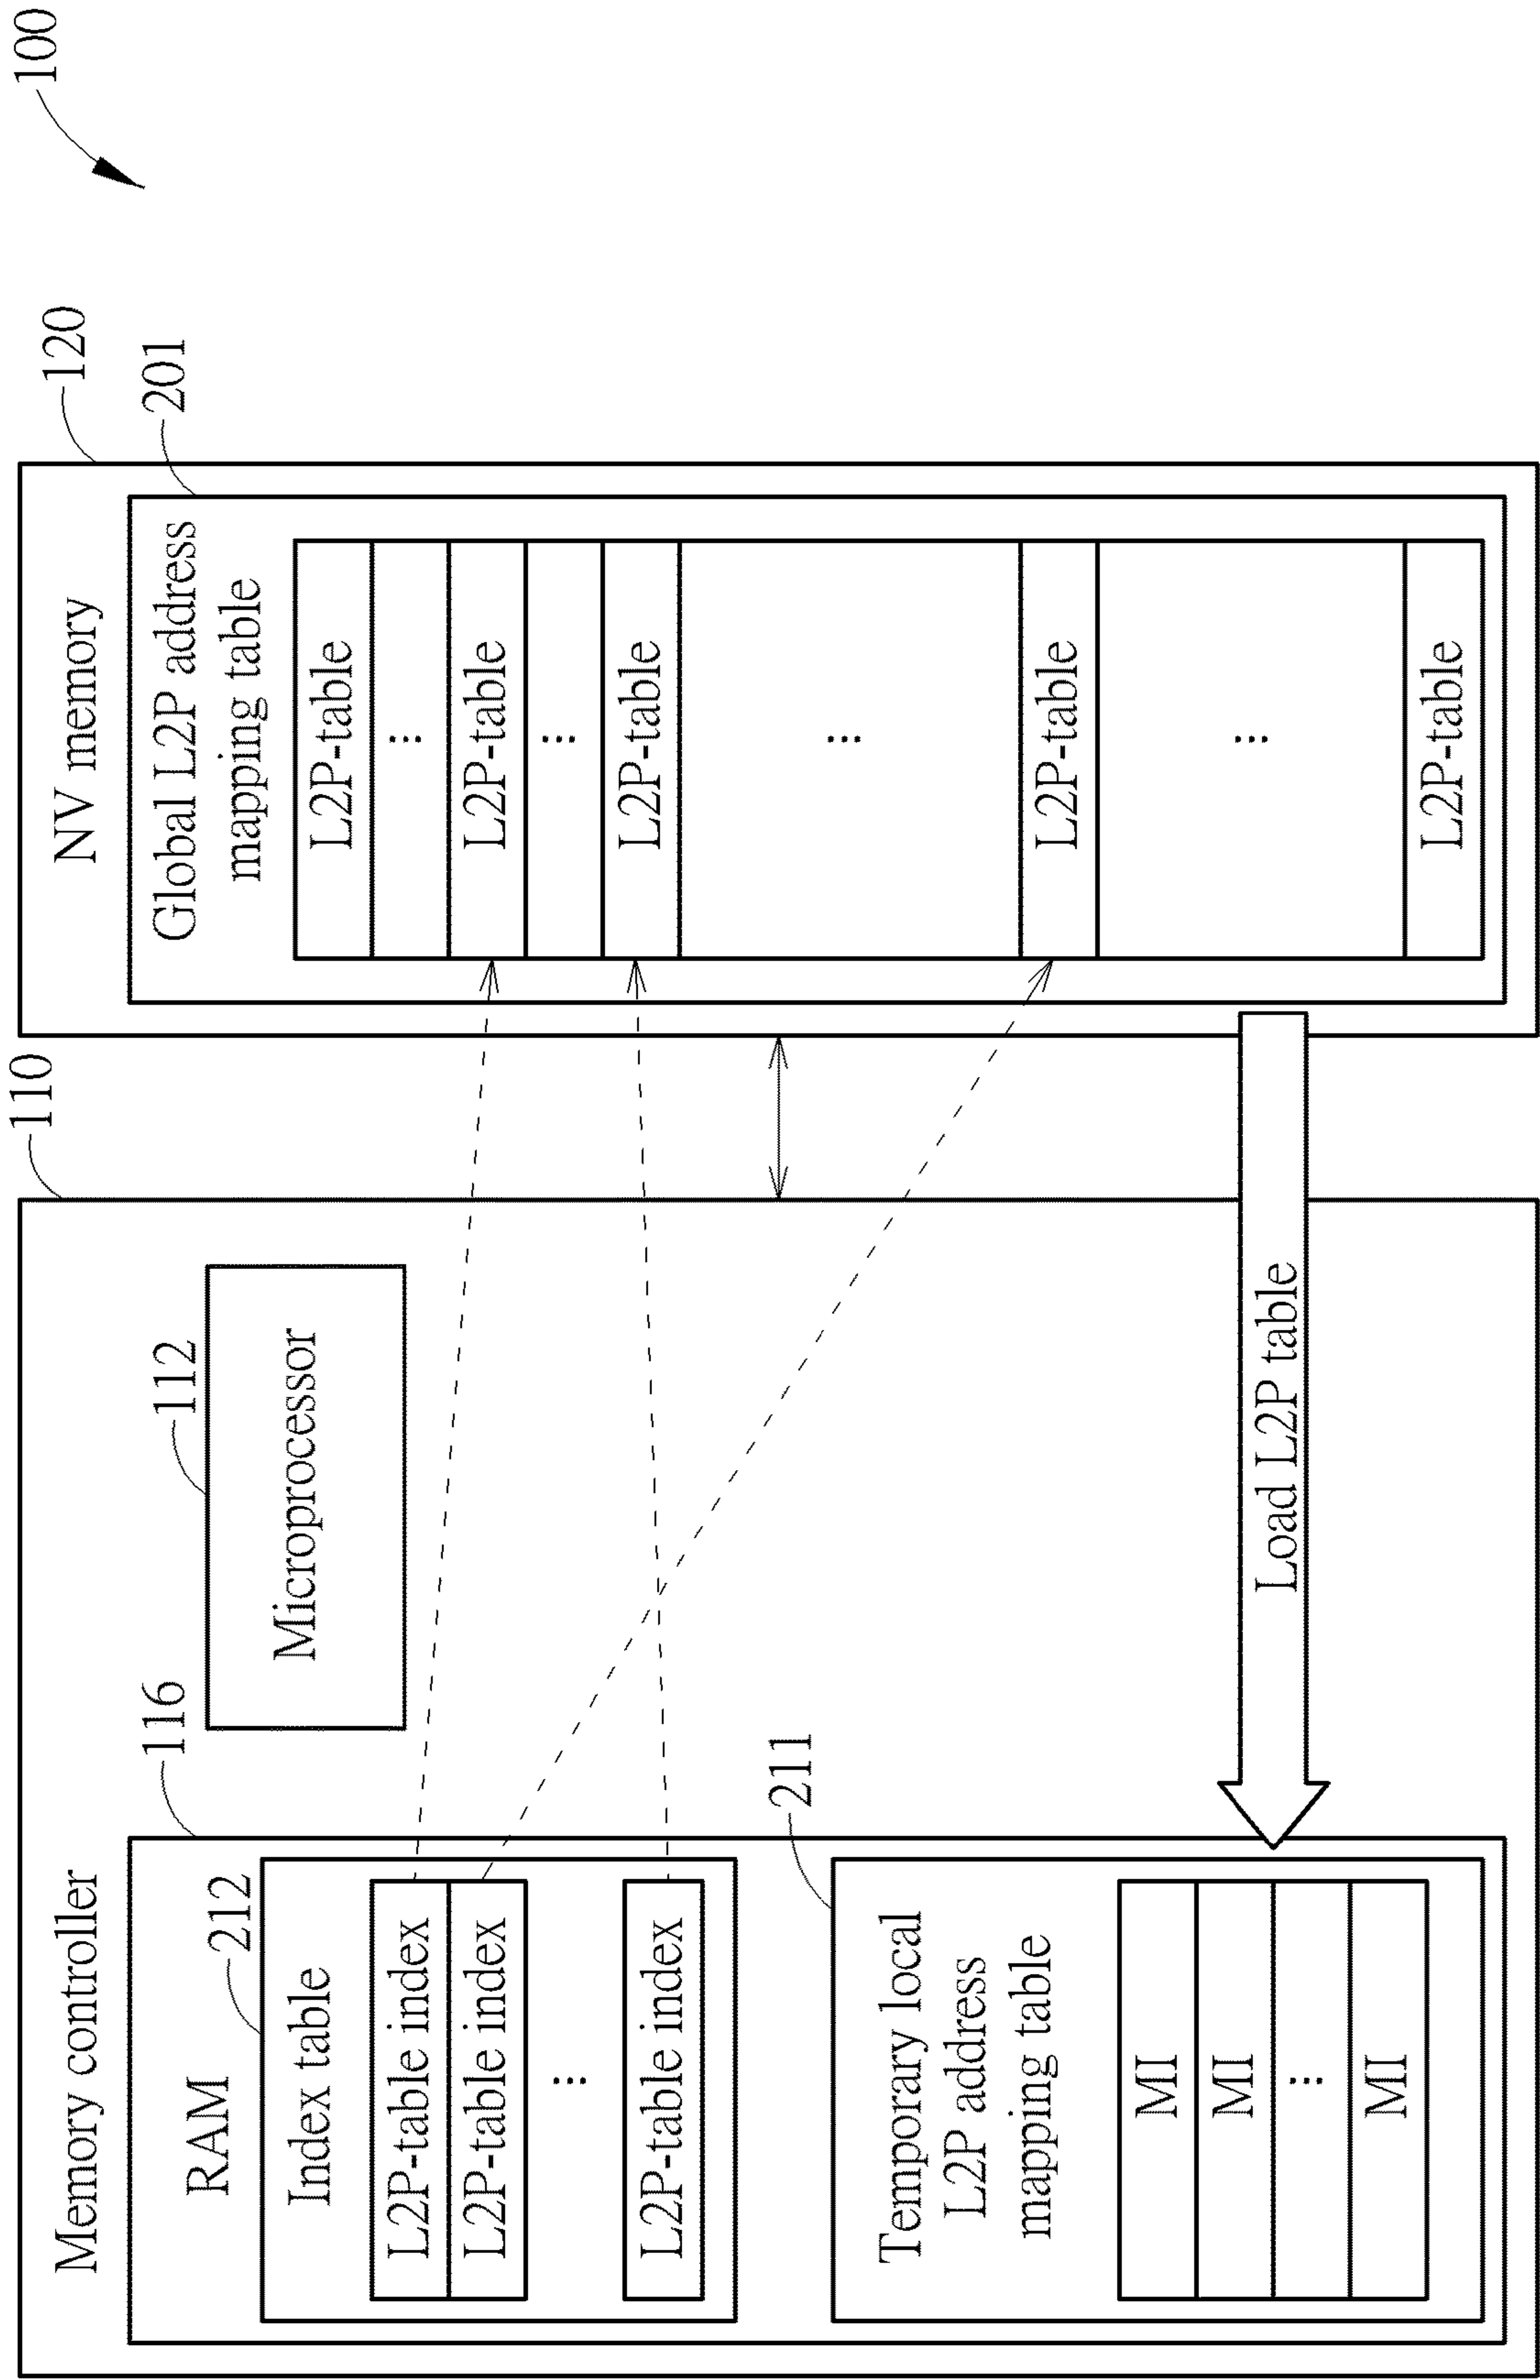 100
110
Memory controller
116
RAM
212
Index table
L2P-table index
L2P-table index
...
L2P-table index
112
Microprocessor
211
Temporary local
L2P address
mapping table
MI
MI
...
MI
Load L2P table
120
NV memory
201
Global L2P address
mapping table
L2P-table
...
L2P-table
...
L2P-table
...
L2P-table
...
L2P-table